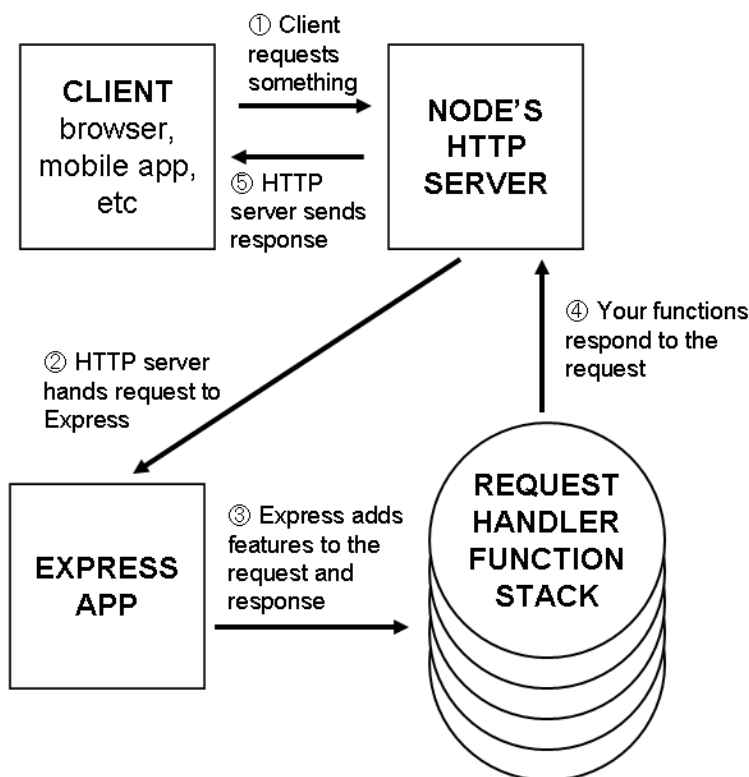 ① Client
requests
something
CLIENT
browser,
mobile app,
etc
NODE'S
HTTP
SERVER
⑤ HTTP
server sends
response
② HTTP server
hands request to
Express
④ Your functions
respond to the
request
EXPRESS
APP
③ Express adds
features to the
request and
response
REQUEST
HANDLER
FUNCTION
STACK